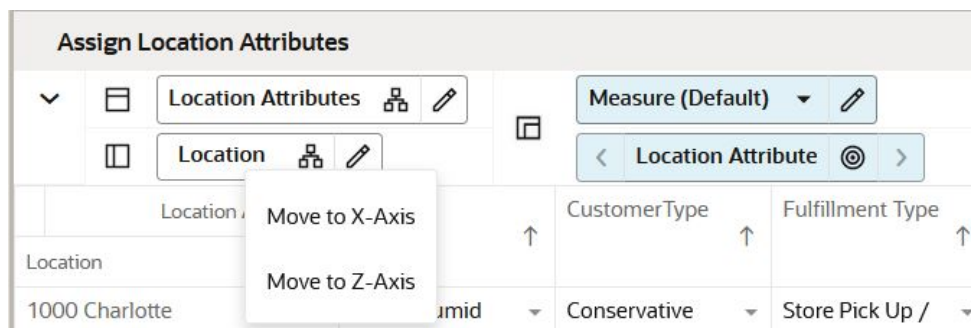 Assign Location Attributes
Location Attributes
Measure (Default)
Location
Location Attribute
Location
CustomerType
Fulfillment Type
Move to X-Axis
Location
Move to Z-Axis
1000 Charlotte
Conservative
Store Pick Up /